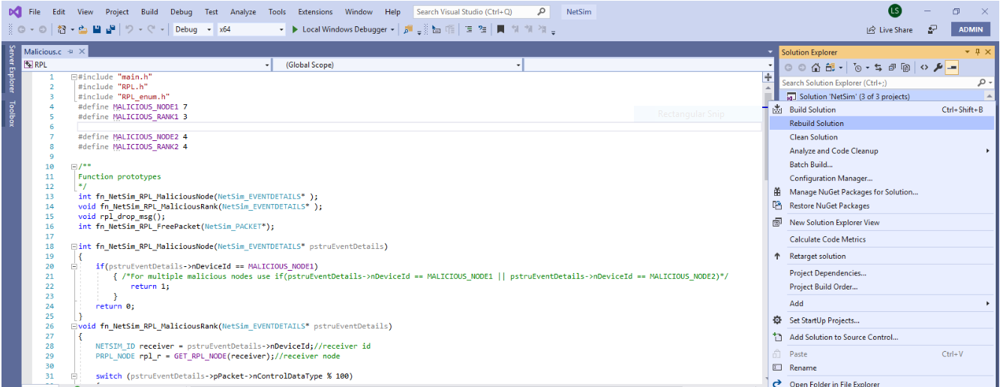 File Edit View Project Build Debug Test Analyze Tools Extensions Window Help Search Visual Studio (Ctrl+Q) NetSim LS
Debug x64 Local Windows Debugger Live Share ADMIN
Server Explorer
Toolbox
Malicious.c
RPL (Global Scope)
1 #include "main.h"
2 #include "RPL.h"
3 #include "RPL_enum.h"
4 #define MALICIOUS_NODE1 7
5 #define MALICIOUS_RANK1 3
6
7 #define MALICIOUS_NODE2 4
8 #define MALICIOUS_RANK2 4
9
10 /**
11 Function prototypes
12 */
13 int fn_NetSim_RPL_MaliciousNode(NetSim_EVENTDETAILS* );
14 void fn_NetSim_RPL_MaliciousRank(NetSim_EVENTDETAILS* );
15 void rpl_drop_msg();
16 int fn_NetSim_RPL_FreePacket(NetSim_PACKET*);
17
18 int fn_NetSim_RPL_MaliciousNode(NetSim_EVENTDETAILS* pstruEventDetails)
19 {
20 if(pstruEventDetails->nDeviceId == MALICIOUS_NODE1)
21 { /*For multiple malicious nodes use if(pstruEventDetails->nDeviceId == MALICIOUS_NODE1 || pstruEventDetails->nDeviceId == MALICIOUS_NODE2)*/
22 return 1;
23 }
24 return 0;
25 }
26 void fn_NetSim_RPL_MaliciousRank(NetSim_EVENTDETAILS* pstruEventDetails)
27 {
28 NETSIM_ID receiver = pstruEventDetails->nDeviceId;//receiver id
29 PRPL_NODE rpl_r = GET_RPL_NODE(receiver);//receiver node
30
31 switch (pstruEventDetails->pPacket->nControlDataType % 100)
Rectangular Snip
Solution Explorer
Search Solution Explorer (Ctrl+;)
Solution 'NetSim' (3 of 3 projects)
Build Solution Ctrl+Shift+B
Rebuild Solution
Clean Solution
Analyze and Code Cleanup
Batch Build...
Configuration Manager...
Manage NuGet Packages for Solution...
Restore NuGet Packages
New Solution Explorer View
Calculate Code Metrics
Retarget solution
Project Dependencies...
Project Build Order...
Add
Set StartUp Projects...
Add Solution to Source Control...
Paste Ctrl+V
Rename
Open Folder in File Explorer